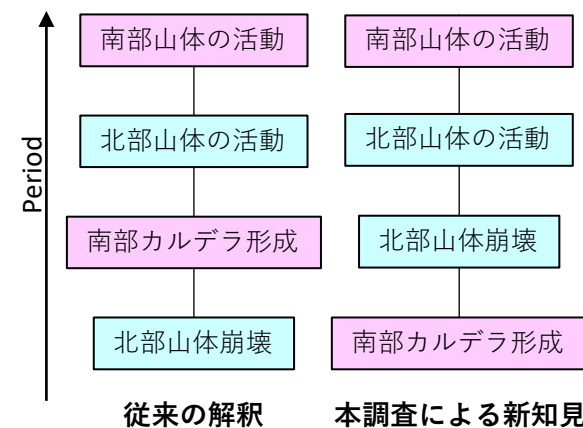 Period
南部山体の活動
北部山体の活動
南部カルデラ形成
北部山体崩壊
従来の解釈
南部山体の活動
北部山体の活動
北部山体崩壊
南部カルデラ形成
本調査による新知見